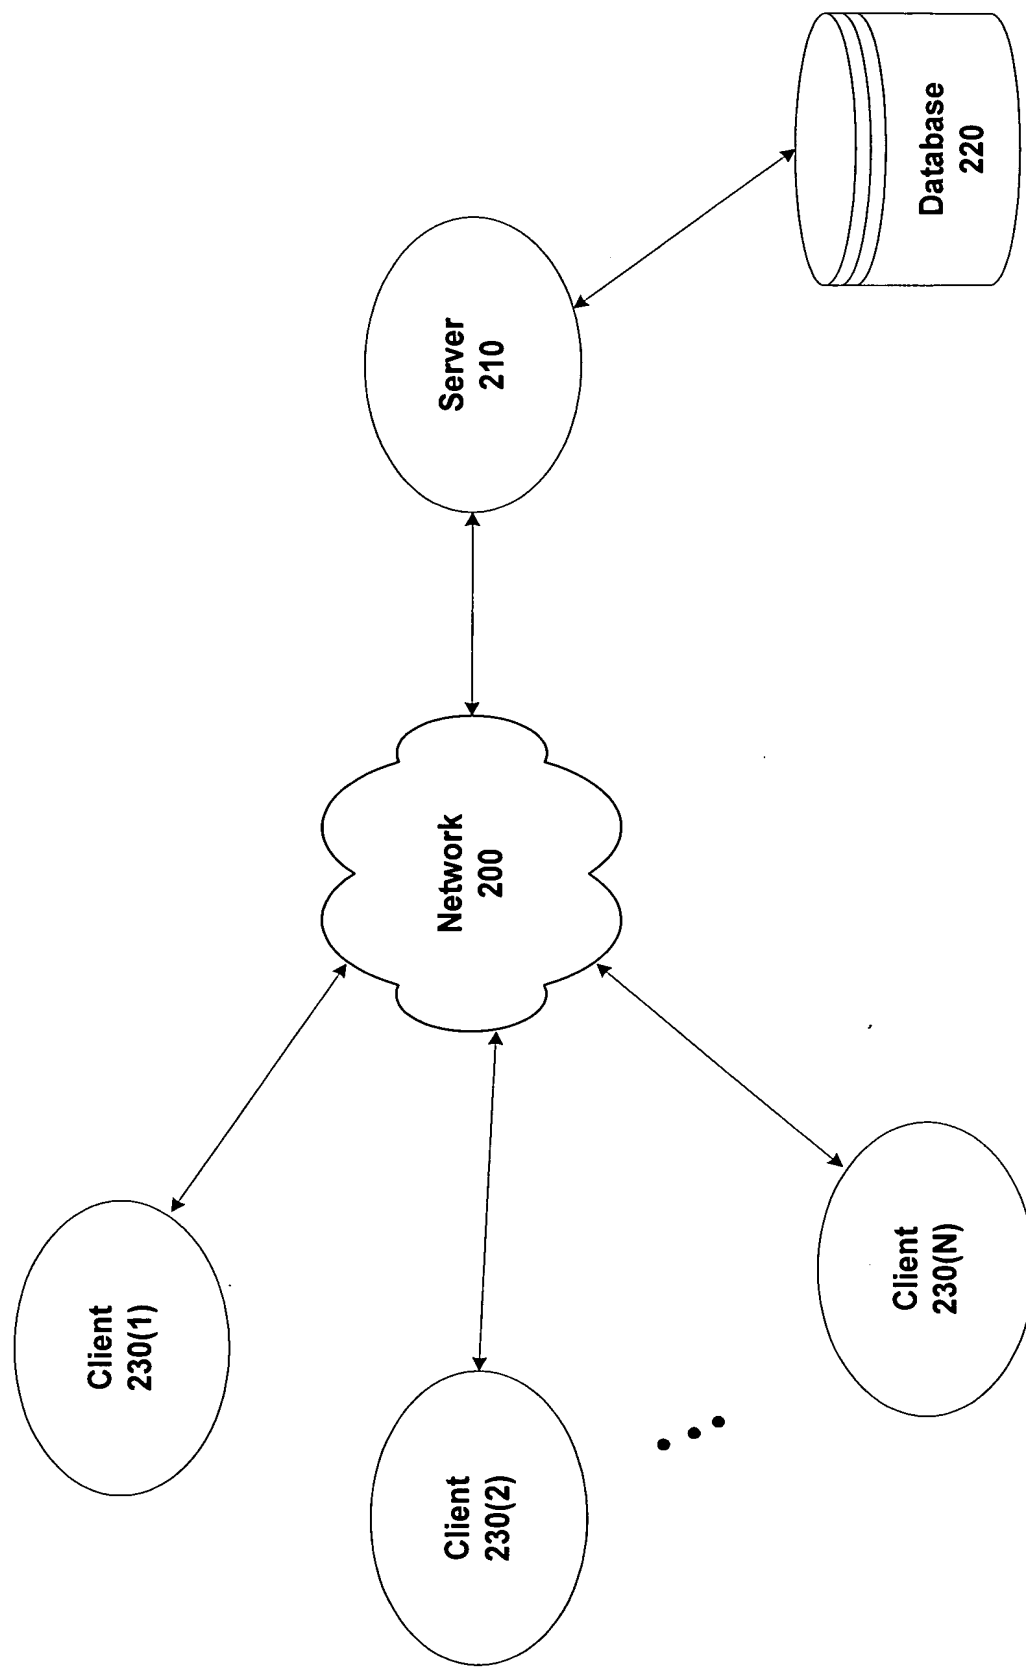 Client
230(1)
Client
230(2)
Client
230(N)
Network
200
Server
210
Database
220